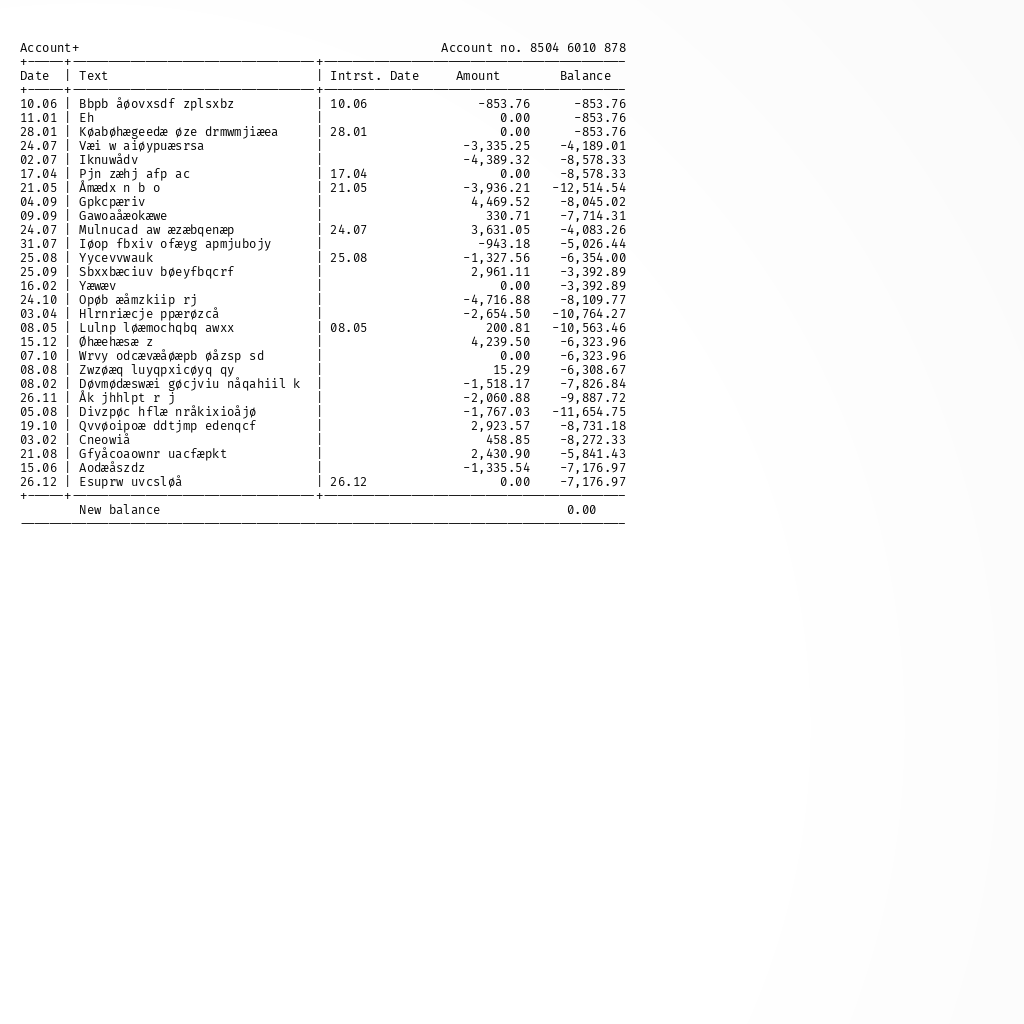 Account+ Account no. 8504 6010 878
Date | Text | Intrst. Date Amount Balance
10.06 | Bbpb åøovxsdf zplsxbz | 10.06 -853.76 -853.76
11.01 | Eh | 0.00 -853.76
28.01 | Køabøhægeedæ øze drmwmjiæea | 28.01 0.00 -853.76
24.07 | Væi w aiøypuæsrsa | -3,335.25 -4,189.01
02.07 | Iknuwådv | -4,389.32 -8,578.33
17.04 | Pjn zæhj afp ac | 17.04 0.00 -8,578.33
21.05 | Åmædx n b o | 21.05 -3,936.21 -12,514.54
04.09 | Gpkcpæriv | 4,469.52 -8,045.02
09.09 | Gawoaåæokæwe | 330.71 -7,714.31
24.07 | Mulnucad aw æzæbqenæp | 24.07 3,631.05 -4,083.26
31.07 | Iøop fbxiv ofæyg apmjubojy | -943.18 -5,026.44
25.08 | Yycevvwauk | 25.08 -1,327.56 -6,354.00
25.09 | Sbxxbæciuv bøeyfbqcrf | 2,961.11 -3,392.89
16.02 | Yæwæv | 0.00 -3,392.89
24.10 | Opøb æåmzkiip rj | -4,716.88 -8,109.77
03.04 | Hlrnriæcje ppærøzcå | -2,654.50 -10,764.27
08.05 | Lulnp løæmochqbq awxx | 08.05 200.81 -10,563.46
15.12 | Øhæehæsæ z | 4,239.50 -6,323.96
07.10 | Wrvy odcævæåøæpb øåzsp sd | 0.00 -6,323.96
08.08 | Zwzøæq luyqpxicøyq qy | 15.29 -6,308.67
08.02 | Døvmødæswæi gøcjviu nåqahiil k | -1,518.17 -7,826.84
26.11 | Åk jhhlpt r j | -2,060.88 -9,887.72
05.08 | Divzpøc hflæ nråkixioåjø | -1,767.03 -11,654.75
19.10 | Qvvøoipoæ ddtjmp edenqcf | 2,923.57 -8,731.18
03.02 | Cneowiå | 458.85 -8,272.33
21.08 | Gfyåcoaownr uacfæpkt | 2,430.90 -5,841.43
15.06 | Aodæåszdz | -1,335.54 -7,176.97
26.12 | Esuprw uvcsløå | 26.12 0.00 -7,176.97
New balance 0.00